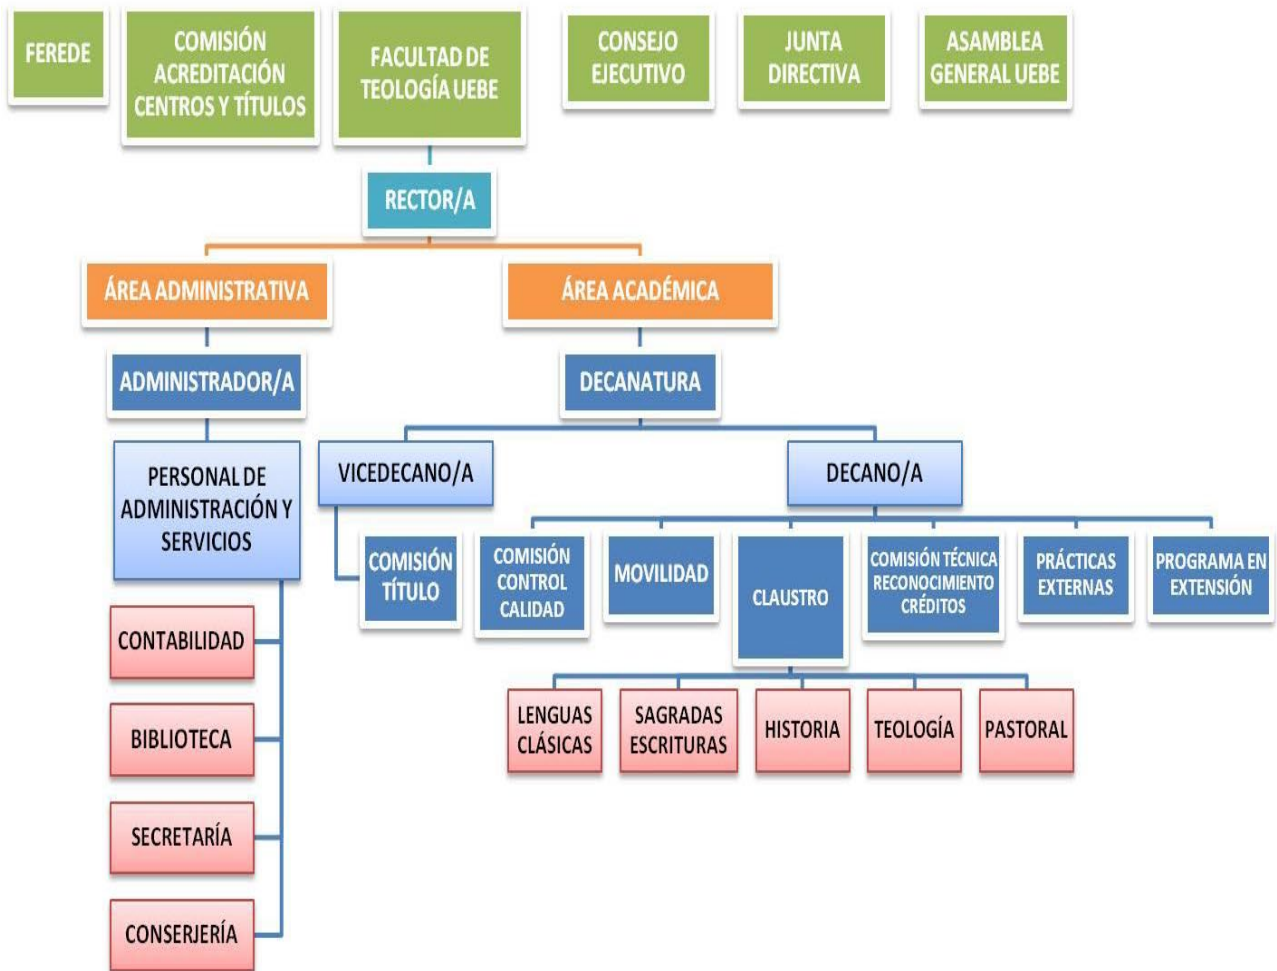 FEREDE
COMISIÓN
ACREDITACIÓN
CENTROS Y TÍTULOS
FACULTAD DE
TEOLOGÍA UEBE
CONSEJO
EJECUTIVO
JUNTA
DIRECTIVA
ASAMBLEA
GENERAL UEBE
RECTOR/A
ÁREA ADMINISTRATIVA
ÁREA ACADÉMICA
ADMINISTRADOR/A
DECANATURA
PERSONAL DE
ADMINISTRACIÓN Y
SERVICIOS
VICEDECANO/A
DECANO/A
COMISIÓN
TÍTULO
COMISIÓN
CONTROL
CALIDAD
MOVILIDAD
CLAUSTRO
COMISIÓN TÉCNICA
RECONOCIMIENTO
CRÉDITOS
PRÁCTICAS
EXTERNAS
PROGRAMA EN
EXTENSIÓN
CONTABILIDAD
BIBLIOTECA
SECRETARÍA
CONSERJERÍA
LENGUAS
CLÁSICAS
SAGRADAS
ESCRITURAS
HISTORIA
TEOLOGÍA
PASTORAL